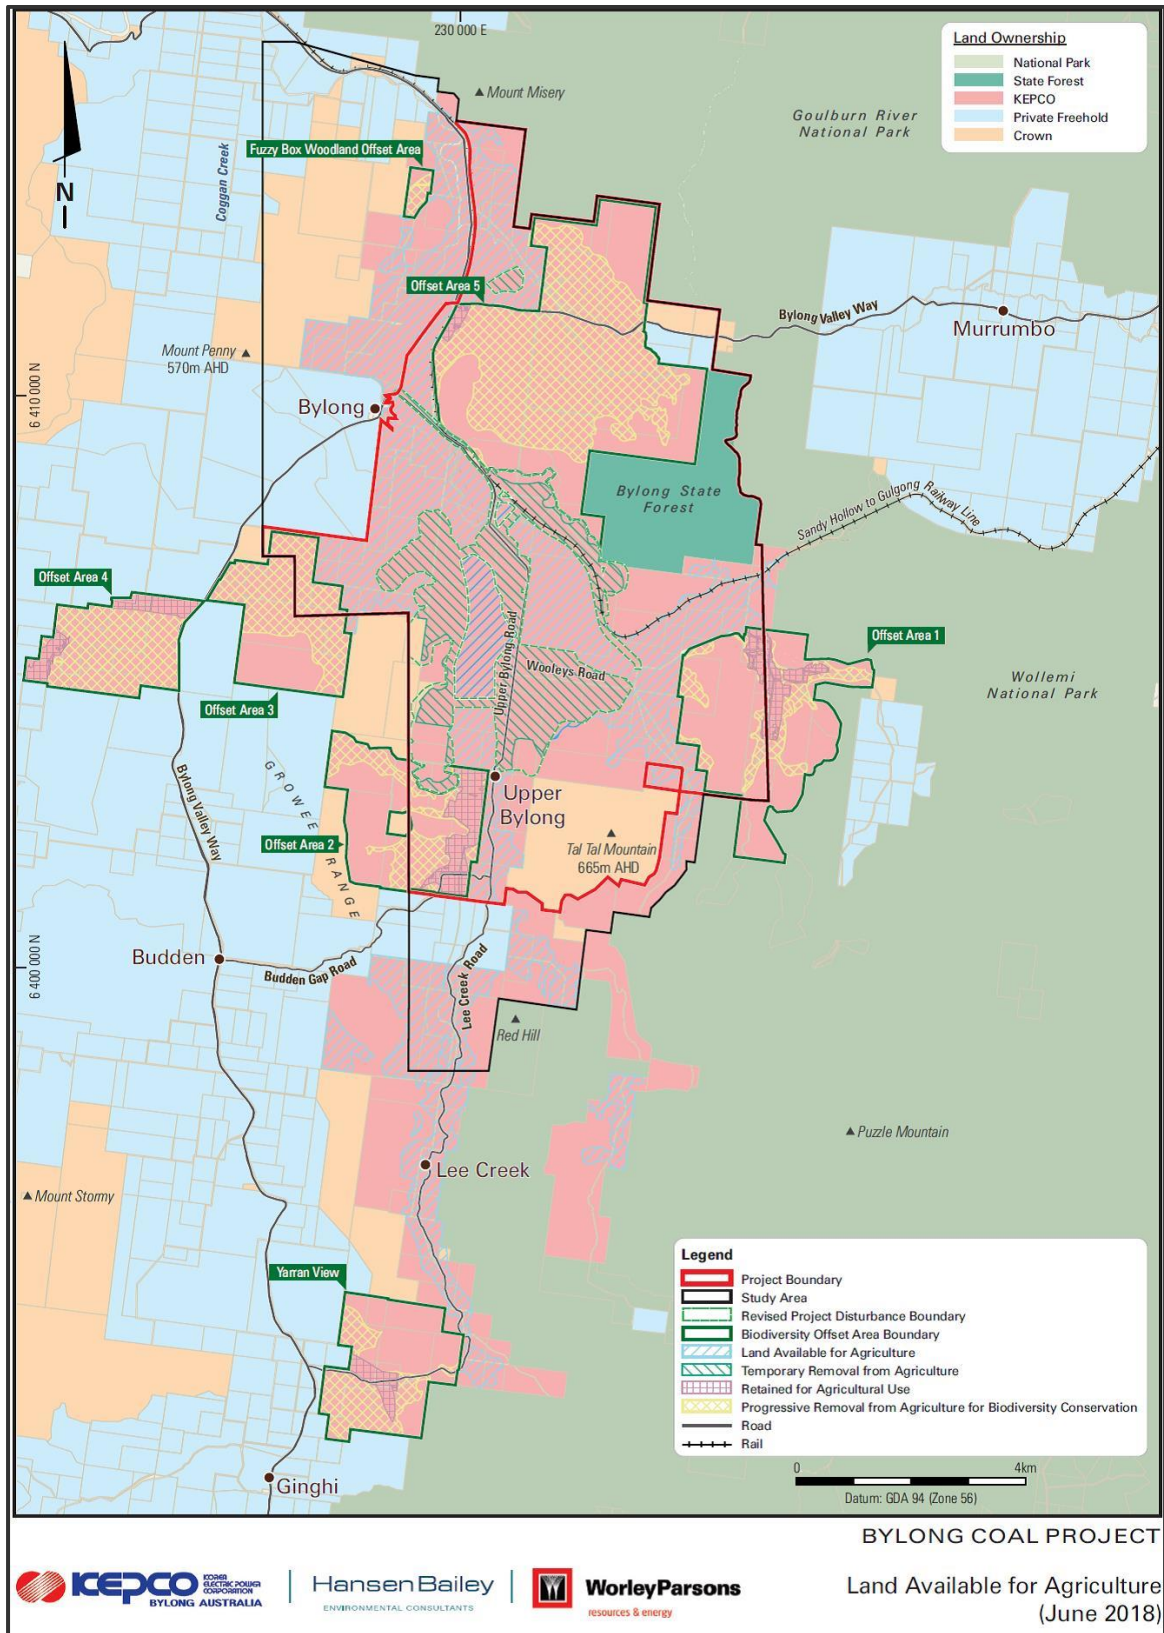 230 000 E
Land Ownership
National Park
State Forest
KEPCO
Private Freehold
Crown
Mount Misery
Goulburn River
National Park
Fuzzy Box Woodland Offset Area
Coggan Creek
N
Offset Area 5
Bylong Valley Way
Murrumbo
Mount Penny
570m AHD
6 410 000 N
Bylong
Bylong State
Forest
Sandy Hollow to Gulgong Railway Line
Offset Area 4
Upper Bylong Road
Wooleys Road
Offset Area 1
Wollemi
National Park
Offset Area 3
Bylong Valley Way
GROWEE RANGE
Upper
Bylong
Offset Area 2
Tal Tal Mountain
665m AHD
6 400 000 N
Budden
Budden Gap Road
Lee Creek Road
Red Hill
Puzzle Mountain
Lee Creek
Mount Stormy
Yarran View
Legend
Project Boundary
Study Area
Revised Project Disturbance Boundary
Biodiversity Offset Area Boundary
Land Available for Agriculture
Temporary Removal from Agriculture
Retained for Agricultural Use
Progressive Removal from Agriculture for Biodiversity Conservation
Road
Rail
Ginghi
0 4km
Datum: GDA 94 (Zone 56)
BYLONG COAL PROJECT
KEPCO KOREA
ELECTRIC POWER
CORPORATION
BYLONG AUSTRALIA
Hansen Bailey
ENVIRONMENTAL CONSULTANTS
WorleyParsons
resources & energy
Land Available for Agriculture
(June 2018)